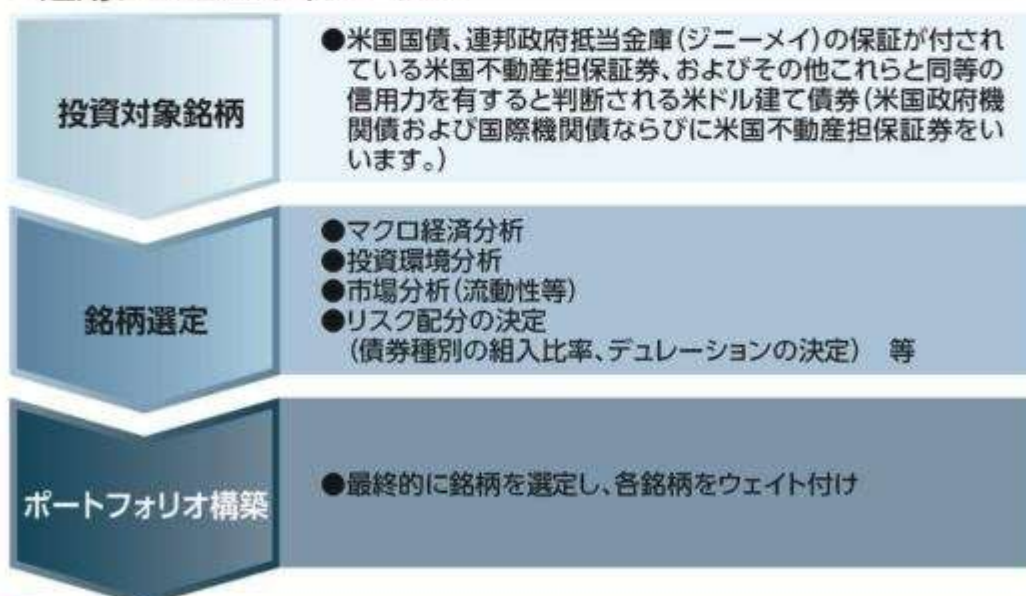 投資対象銘柄
●米国国債、連邦政府抵当金庫(ジニーメイ)の保証が付され
ている米国不動産担保証券、およびその他これらと同等の
信用力を有すると判断される米ドル建て債券(米国政府機
関債および国際機関債ならびに米国不動産担保証券をい
います。)
銘柄選定
●マクロ経済分析
●投資環境分析
●市場分析(流動性等)
●リスク配分の決定
(債券種別の組入比率、デュレーションの決定) 等
ポートフォリオ構築
●最終的に銘柄を選定し、各銘柄をウェイト付け